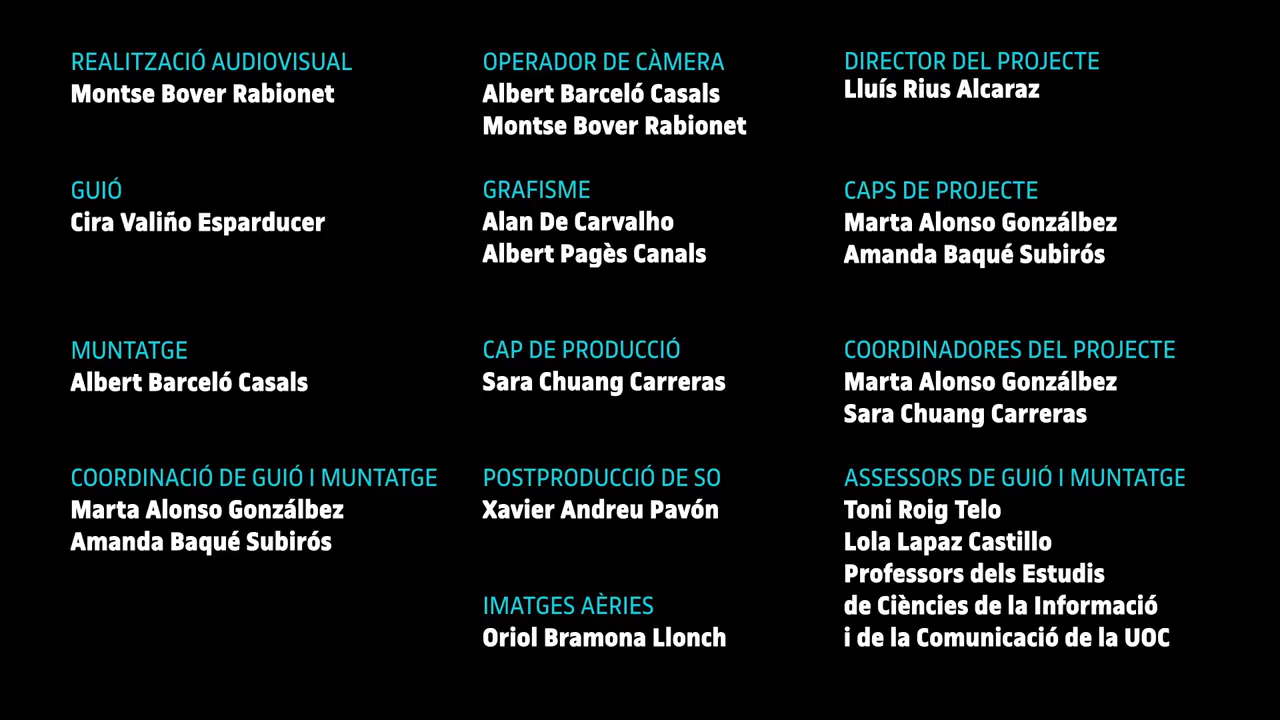 REALITZACIÓ AUDIOVISUAL
Montse Bover Rabionet
GUIÓ
Cira Valiño Esparducer
MUNTATGE
Albert Barceló Casals
COORDINACIÓ DE GUIÓ I MUNTATGE
Marta Alonso Gonzálbez
Amanda Baqué Subirós
OPERADOR DE CÀMERA
Albert Barceló Casals
Montse Bover Rabionet
GRAFISME
Alan De Carvalho
Albert Pagès Canals
CAP DE PRODUCCIÓ
Sara Chuang Carreras
POSTPRODUCCIÓ DE SO
Xavier Andreu Pavón
IMATGES AÈRIES
Oriol Bramona Llonch
DIRECTOR DEL PROJECTE
Lluís Rius Alcaraz
CAPS DE PROJECTE
Marta Alonso Gonzálbez
Amanda Baqué Subirós
COORDINADORES DEL PROJECTE
Marta Alonso Gonzálbez
Sara Chuang Carreras
ASSESSORS DE GUIÓ I MUNTATGE
Toni Roig Telo
Lola Lapaz Castillo
Professors dels Estudis
de Ciències de la Informació
i de la Comunicació de la UOC